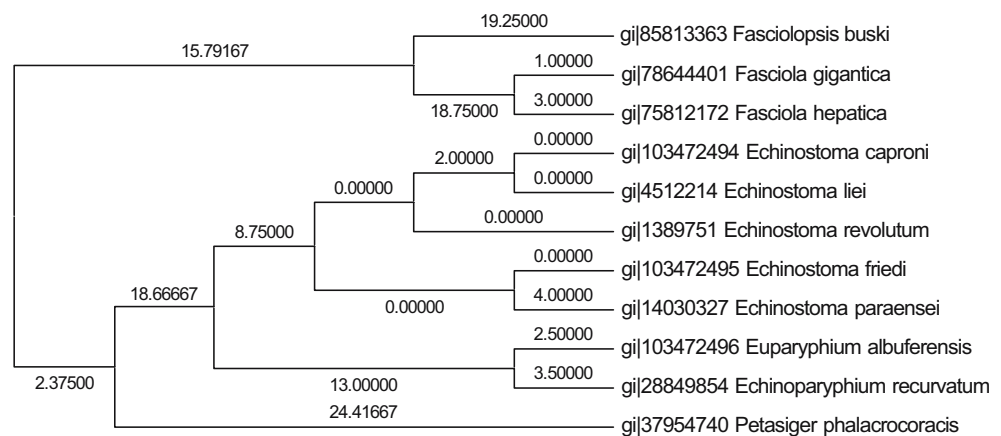 19.25000
gi|85813363 Fasciolopsis buski
15.79167
1.00000
gi|78644401 Fasciola gigantica
18.75000
3.00000
gi|75812172 Fasciola hepatica
0.00000
gi|103472494 Echinostoma caproni
2.00000
0.00000
gi|4512214 Echinostoma liei
0.00000
0.00000
gi|1389751 Echinostoma revolutum
8.75000
0.00000
gi|103472495 Echinostoma friedi
0.00000
4.00000
gi|14030327 Echinostoma paraensei
18.66667
2.50000
gi|103472496 Euparyphium albuferensis
13.00000
3.50000
gi|28849854 Echinoparyphium recurvatum
2.37500
24.41667
gi|37954740 Petasiger phalacrocoracis